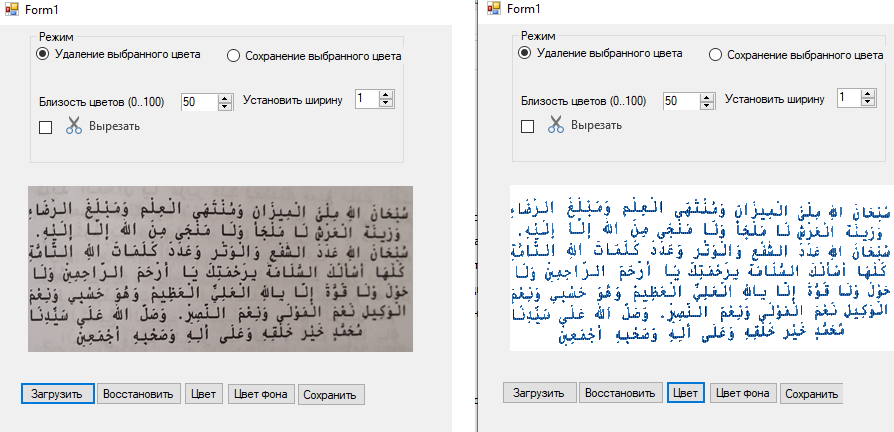 Form1
Режим
Удаление выбранного цвета
Сохранение выбранного цвета
Близость цветов (0..100)
50
Установить ширину
1
Вырезать
سُبْحَانَ اللهِ مِلْئَ الْمِيزَانِ وَمُنْتَهَى الْعِلْمِ وَمَبْلَغَ الرِّضَاءِ
وَزِينَةَ الْعَرْشِ لَا مَلْجَأَ وَلَا مَنْجَى مِنَ اللهِ إِلَّا إِلَيْهِ.
سُبْحَانَ اللهِ عَدَدَ الشَّفْعِ وَالْوَتْرِ وَعَدَدَ كَلِمَاتِ اللهِ التَّامَّةِ
كُلِّهَا أَسْأَلُكَ السَّلَامَةَ بِرَحْمَتِكَ يَا أَرْحَمَ الرَّاحِمِينَ وَلَا
حَوْلَ وَلَا قُوَّةَ إِلَّا بِاللهِ الْعَلِيِّ الْعَظِيمِ وَهُوَ حَسْبِي وَنِعْمَ
الْوَكِيلُ نِعْمَ الْمَوْلَى وَنِعْمَ النَّصِيرُ. وَصَلَّى اللهُ عَلَى سَيِّدِنَا
مُحَمَّدٍ خَيْرِ خَلْقِهِ وَعَلَى آلِهِ وَصَحْبِهِ أَجْمَعِينَ
Загрузить
Восстановить
Цвет
Цвет фона
Сохранить
Form1
Режим
Удаление выбранного цвета
Сохранение выбранного цвета
Близость цветов (0..100)
50
Установить ширину
1
Вырезать
سُبْحَانَ اللهِ مِلْئَ الْمِيزَانِ وَمُنْتَهَى الْعِلْمِ وَمَبْلَغَ الرِّضَاءِ
وَزِينَةَ الْعَرْشِ لَا مَلْجَأَ وَلَا مَنْجَى مِنَ اللهِ إِلَّا إِلَيْهِ.
سُبْحَانَ اللهِ عَدَدَ الشَّفْعِ وَالْوَتْرِ وَعَدَدَ كَلِمَاتِ اللهِ التَّامَّةِ
كُلِّهَا أَسْأَلُكَ السَّلَامَةَ بِرَحْمَتِكَ يَا أَرْحَمَ الرَّاحِمِينَ وَلَا
حَوْلَ وَلَا قُوَّةَ إِلَّا بِاللهِ الْعَلِيِّ الْعَظِيمِ وَهُوَ حَسْبِي وَنِعْمَ
الْوَكِيلُ نِعْمَ الْمَوْلَى وَنِعْمَ النَّصِيرُ. وَصَلَّى اللهُ عَلَى سَيِّدِنَا
مُحَمَّدٍ خَيْرِ خَلْقِهِ وَعَلَى آلِهِ وَصَحْبِهِ أَجْمَعِينَ
Загрузить
Восстановить
Цвет
Цвет фона
Сохранить